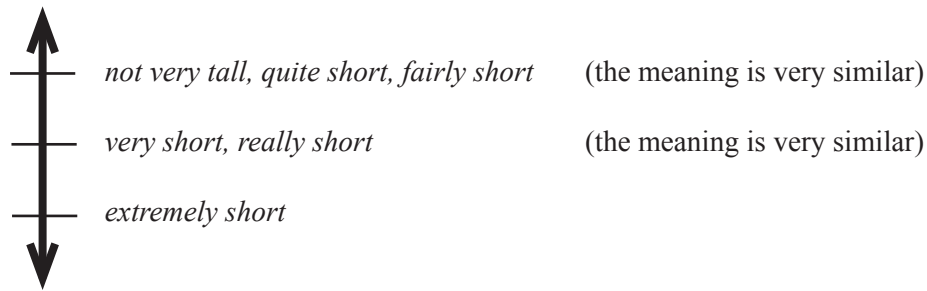 not very tall, quite short, fairly short (the meaning is very similar)
very short, really short (the meaning is very similar)
extremely short